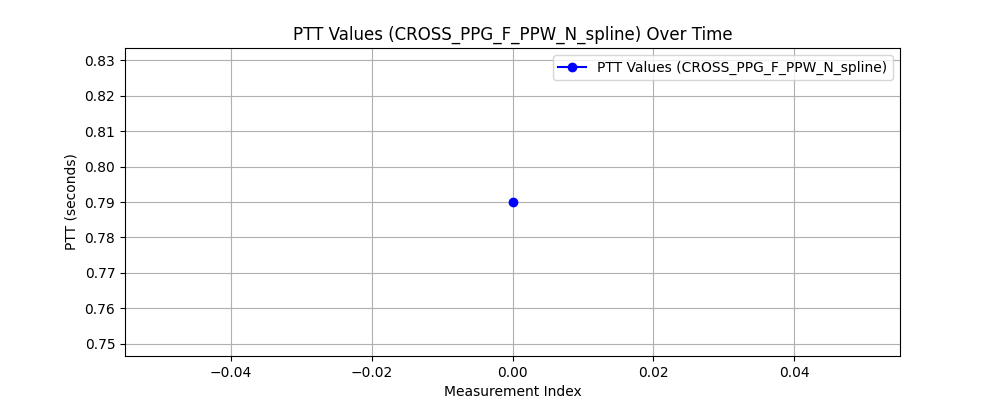 PTT Values (CROSS_PPG_F_PPW_N_spline) Over Time
PTT Values (CROSS_PPG_F_PPW_N_spline)
0.83
0.82
0.81
0.80
0.79
0.78
0.77
0.76
0.75
PTT (seconds)
−0.04 −0.02 0.00 0.02 0.04
Measurement Index